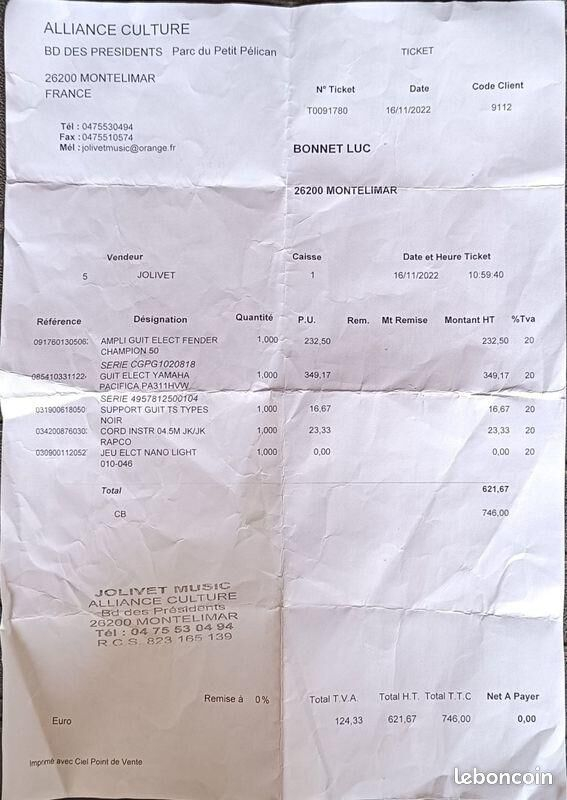 ALLIANCE CULTURE
BD DES PRESIDENTS Parc du Petit Pélican
TICKET
26200 MONTELIMAR
FRANCE
N° Ticket Date Code Client
T0091780 16/11/2022 9112
Tél : 0475530494
Fax : 0475510574
Mél : jolivetmusic@orange.fr
BONNET LUC
26200 MONTELIMAR
Vendeur Caisse Date et Heure Ticket
5 JOLIVET 1 16/11/2022 10:59:40
Référence Désignation Quantité P.U. Rem. Mt Remise Montant HT %Tva
091760130506 AMPLI GUIT ELECT FENDER 1,000 232,50 232,50 20
CHAMPION 50
SERIE CGPG1020818
085410331122 GUIT ELECT YAMAHA 1,000 349,17 349,17 20
PACIFICA PA311HVW
SERIE 4957812500104
031900618050 SUPPORT GUIT TS TYPES 1,000 16,67 16,67 20
NOIR
034200876030 CORD INSTR 04.5M JK/JK 1,000 23,33 23,33 20
RAPCO
030900112052 JEU ELCT NANO LIGHT 1,000 0,00 0,00 20
010-046
Total 621,67
CB 746,00
JOLIVET MUSIC
ALLIANCE CULTURE
Bd des Présidents
26200 MONTELIMAR
Tél : 04 75 53 04 94
R.C.S. 823 165 139
Remise à 0%
Total T.V.A. Total H.T. Total T.T.C Net A Payer
Euro 124,33 621,67 746,00 0,00
Imprimé avec Ciel Point de Vente
leboncoin